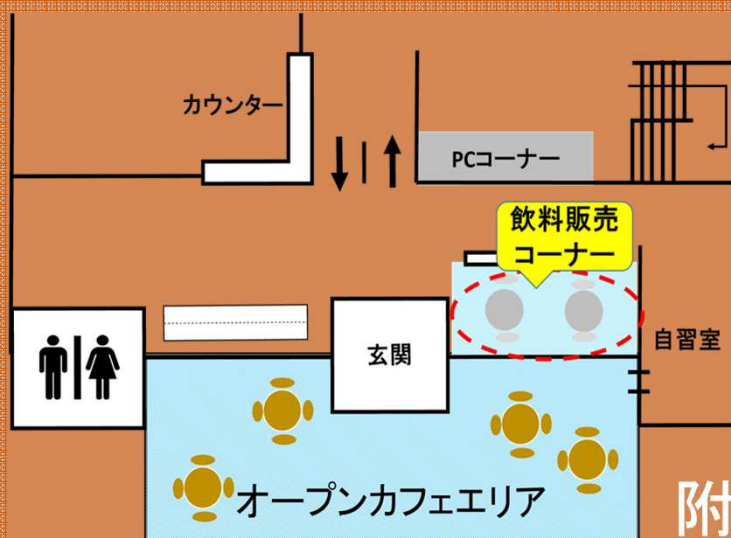 カウンター
PCコーナー
飲料販売
コーナー
玄関
自習室
オープンカフェエリア
附